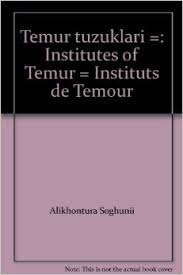 Temur tuzuklari =:
Institutes of
Temur = Instituts
de Temour
Alikhontura Soghunii
Note: This is not the actual book cover